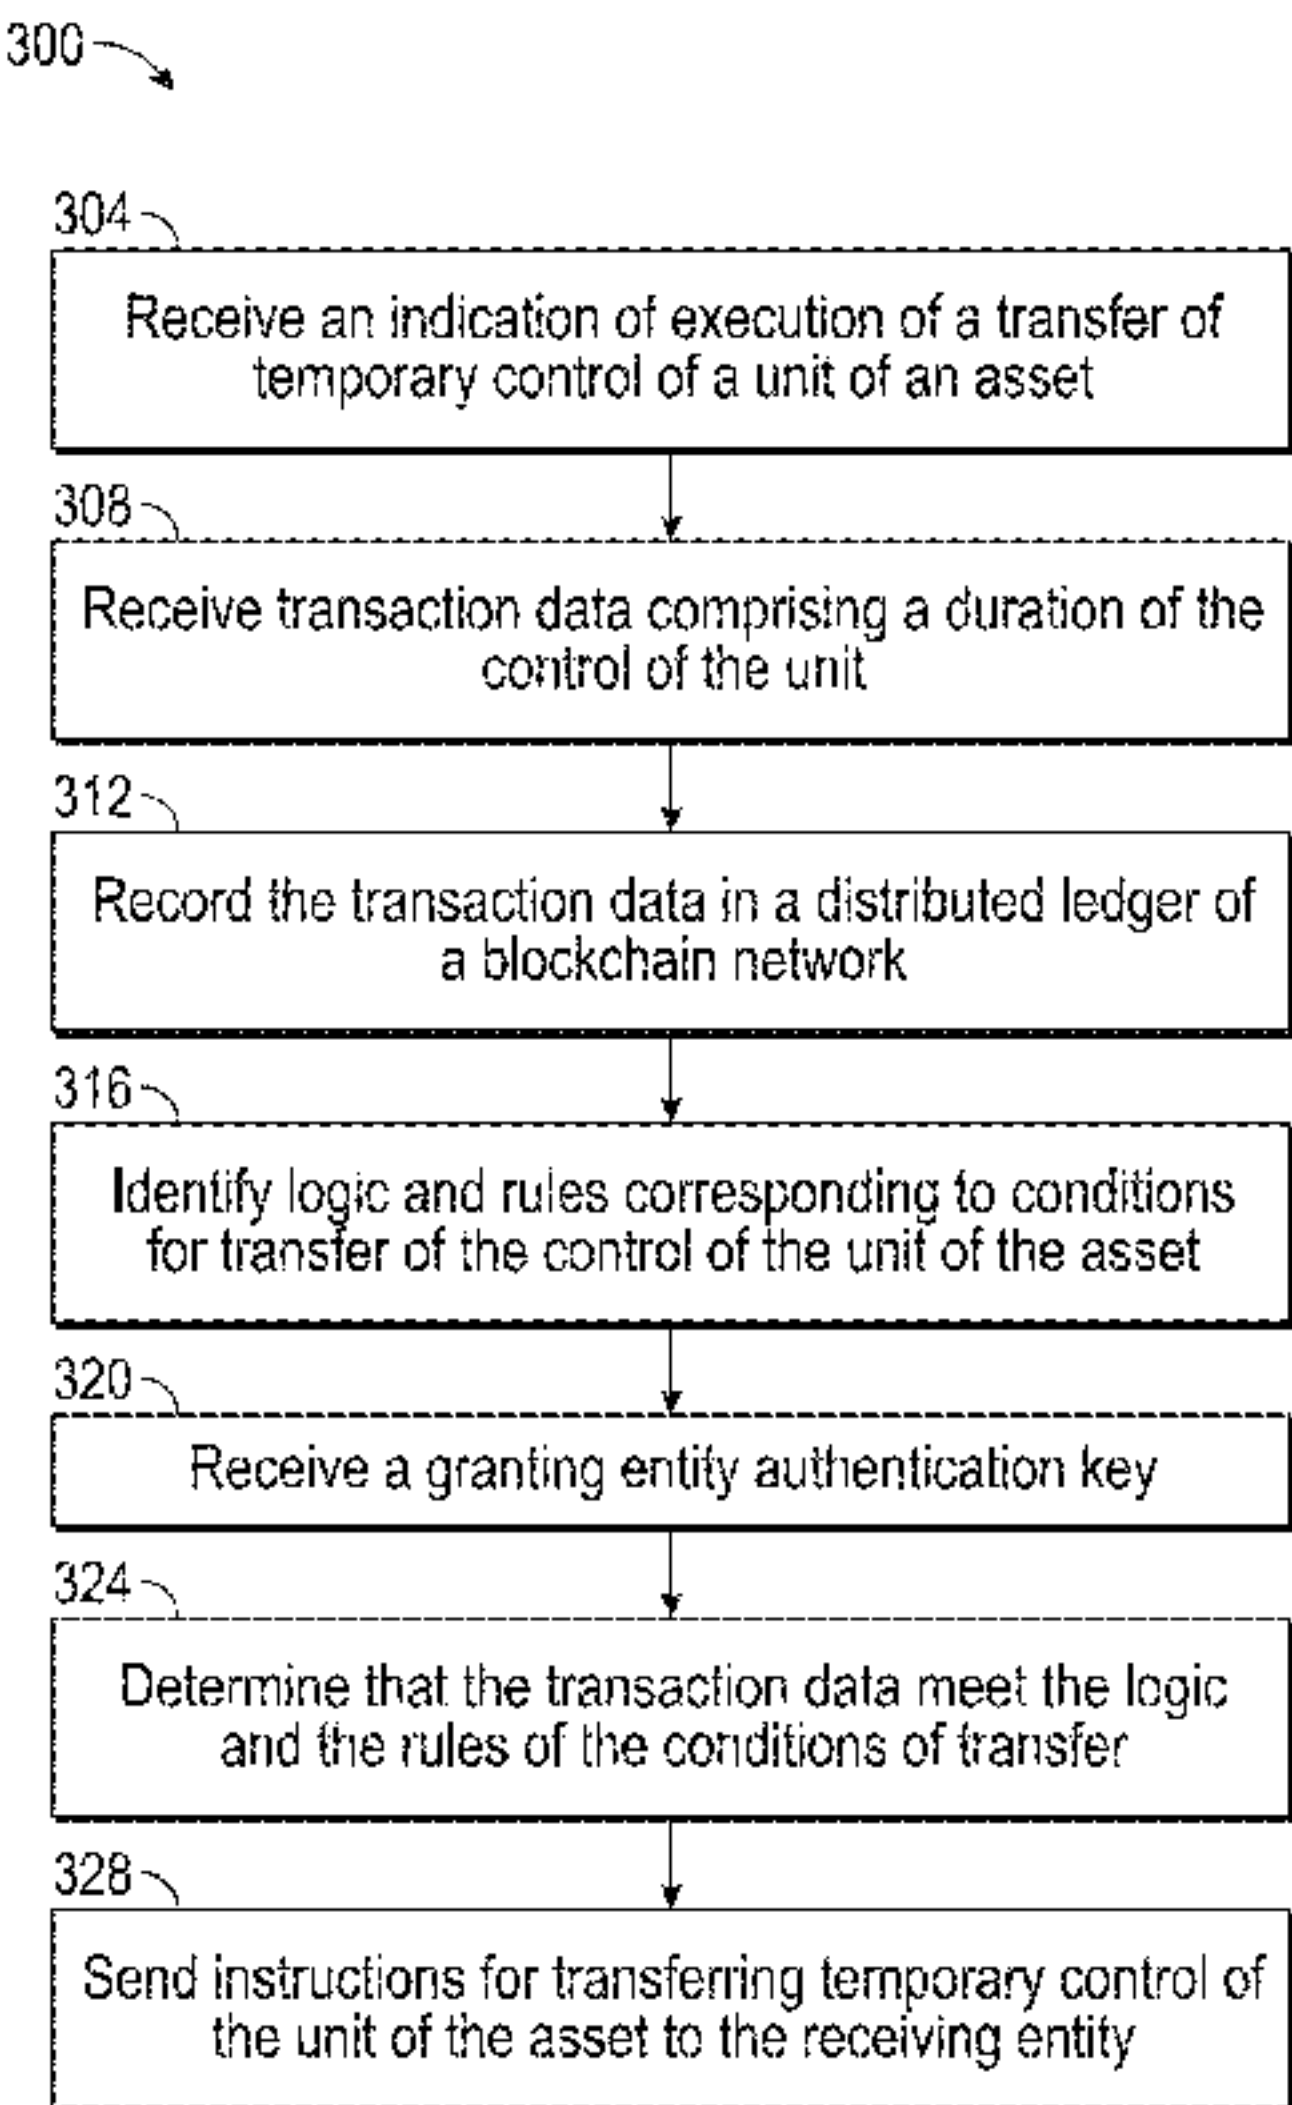 300
304
Receive an indication of execution of a transfer of
temporary control of a unit of an asset
308
Receive transaction data comprising a duration of the
control of the unit
312
Record the transaction data in a distributed ledger of
a blockchain network
316
Identify logic and rules corresponding to conditions
for transfer of the control of the unit of the asset
320
Receive a granting entity authentication key
324
Determine that the transaction data meet the logic
and the rules of the conditions of transfer
328
Send instructions for transferring temporary control of
the unit of the asset to the receiving entity